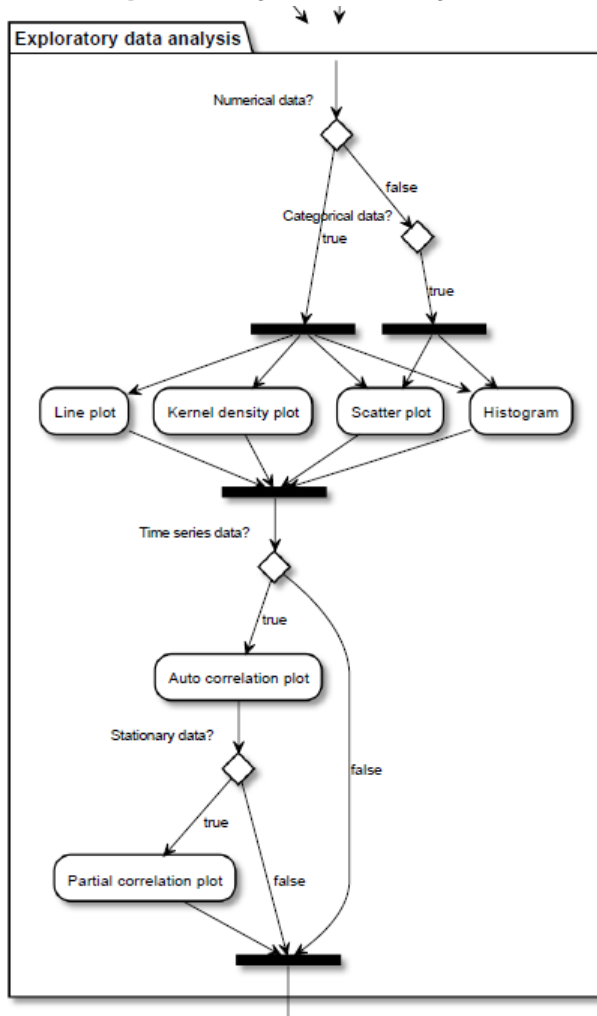 Exploratory data analysis
Numerical data?
false
Categorical data?
true
true
Line plot
Kernel density plot
Scatter plot
Histogram
Time series data?
true
Auto correlation plot
Stationary data?
false
true
Partial correlation plot
false